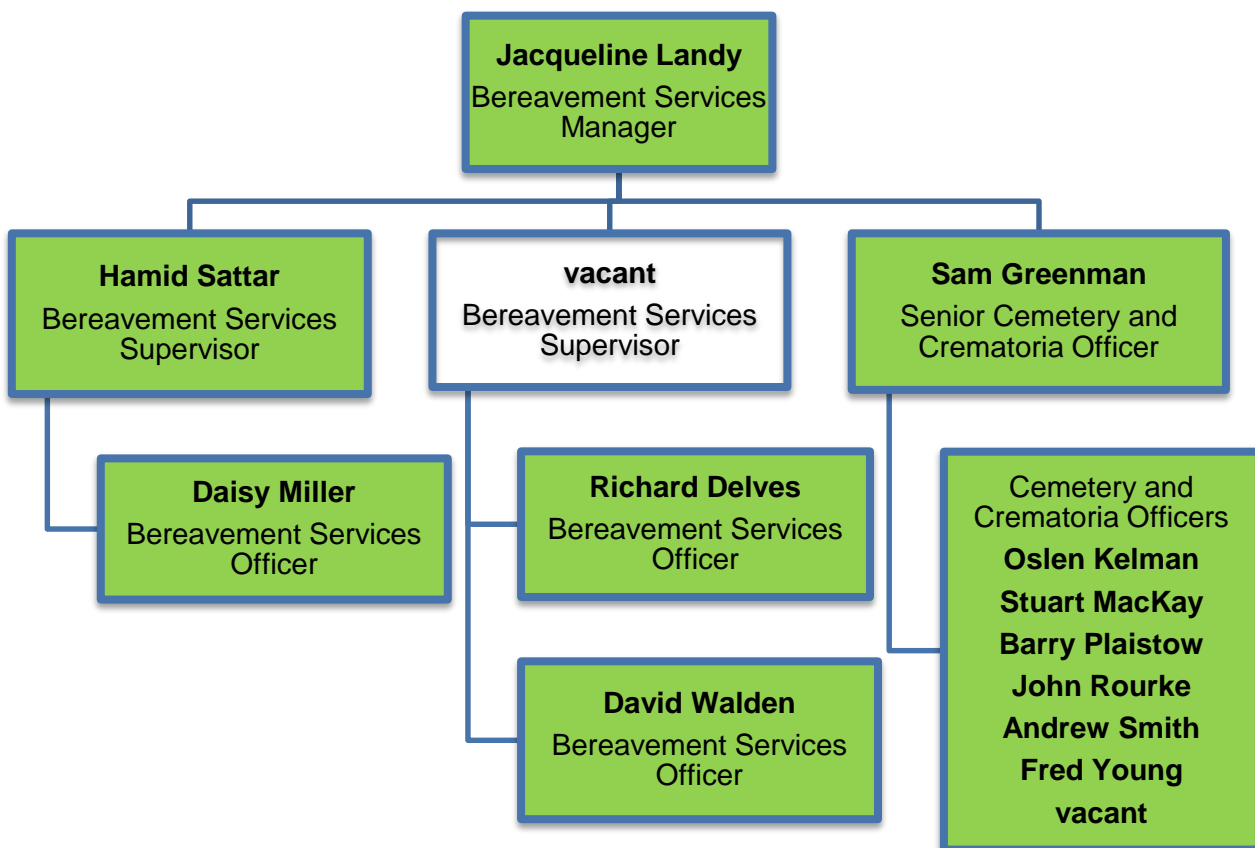 Jacqueline Landy
Bereavement Services
Manager
Hamid Sattar
Bereavement Services
Supervisor
vacant
Bereavement Services
Supervisor
Sam Greenman
Senior Cemetery and
Crematoria Officer
Daisy Miller
Bereavement Services
Officer
Richard Delves
Bereavement Services
Officer
David Walden
Bereavement Services
Officer
Cemetery and
Crematoria Officers
Oslen Kelman
Stuart MacKay
Barry Plaistow
John Rourke
Andrew Smith
Fred Young
vacant